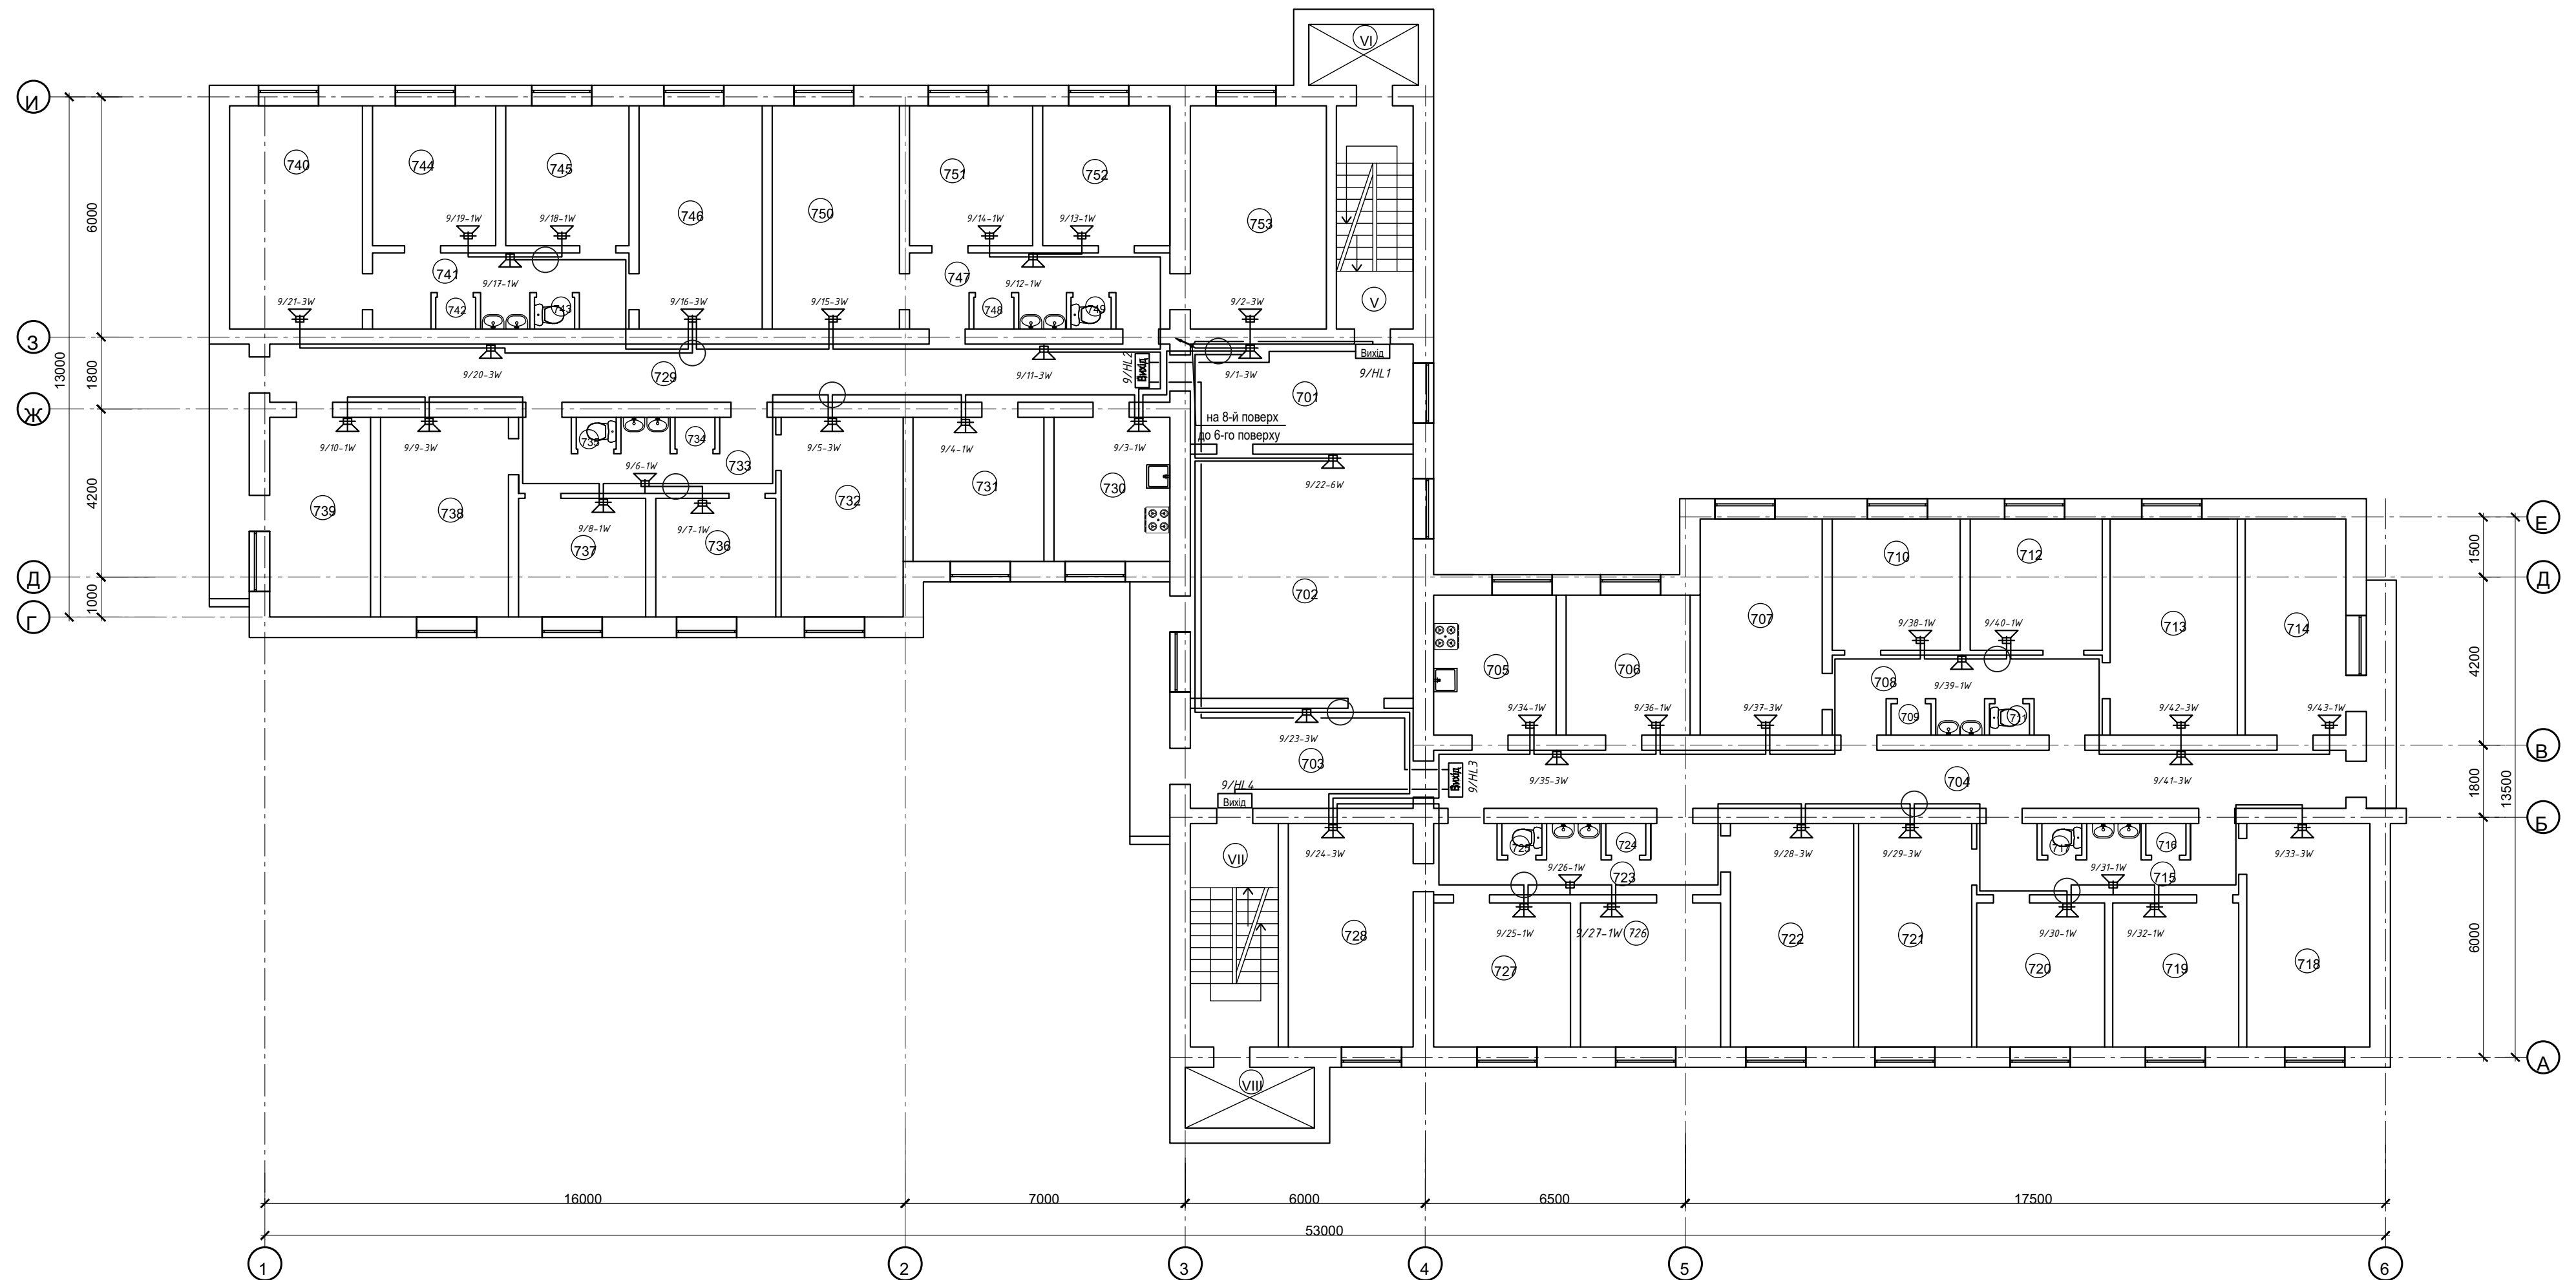 VI
И
740
744
745
746
750
751
752
753
6000
9/19-1W
9/18-1W
9/14-1W
9/13-1W
741
747
9/17-1W
9/12-1W
9/21-3W
742
743
9/16-3W
9/15-3W
748
749
9/2-3W
V
З
13000
1800
9/20-3W
729
9/11-3W
9/HL2
Вихід
9/1-3W
Вихід
9/HL1
701
Ж
на 8-й поверх
до 6-го поверху
9/10-1W
9/9-3W
735
734
9/5-3W
9/4-1W
9/3-1W
9/6-1W
733
9/22-6W
4200
739
738
732
731
730
9/8-1W
9/7-1W
737
736
Е
1500
710
712
Д
1000
Г
702
Д
707
713
714
9/38-1W
9/40-1W
705
706
4200
708
9/39-1W
9/34-1W
9/36-1W
9/37-3W
709
711
9/42-3W
9/43-1W
9/23-3W
703
В
9/35-3W
9/HL3
Вихід
704
9/41-3W
1800
13500
9/HL4
Вихід
Б
VII
9/24-3W
725
724
9/28-3W
9/29-3W
717
716
9/33-3W
9/26-1W
723
9/31-1W
715
728
9/25-1W
9/27-1W
726
722
721
9/30-1W
9/32-1W
6000
727
720
719
718
А
VIII
16000
7000
6000
6500
17500
53000
1
2
3
4
5
6